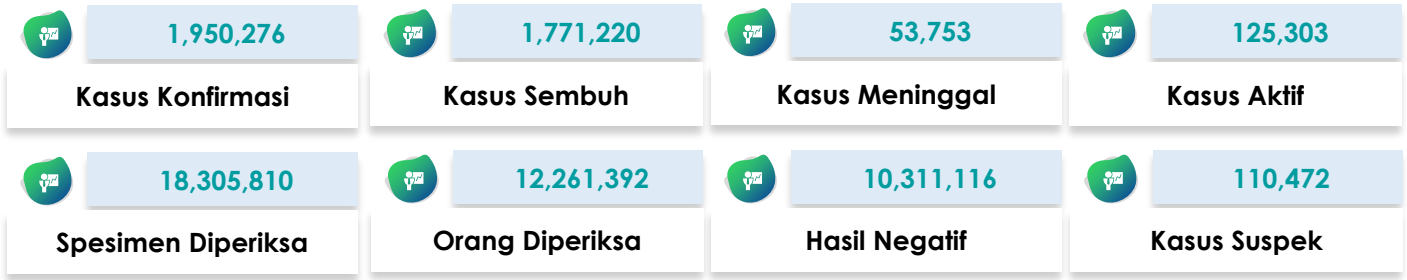 1,950,276
Kasus Konfirmasi
1,771,220
Kasus Sembuh
53,753
Kasus Meninggal
125,303
Kasus Aktif
18,305,810
Spesimen Diperiksa
12,261,392
Orang Diperiksa
10,311,116
Hasil Negatif
110,472
Kasus Suspek